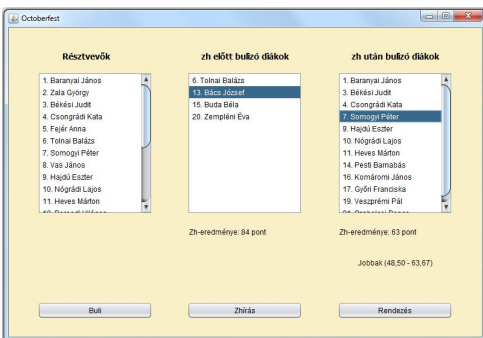 Octoberfest
Résztvevők
1. Baranyai János
2. Zala György
3. Békési Judit
4. Csongrádi Kata
5. Fejér Anna
6. Tolnai Balázs
7. Somogyi Péter
8. Vas János
9. Hajdú Eszter
10. Nógrádi Lajos
11. Heves Márton
zh előtt bulizó diákok
6. Tolnai Balázs
13. Bács József
15. Buda Béla
20. Zempléni Éva
Zh-eredménye: 84 pont
zh után bulizó diákok
1. Baranyai János
3. Békési Judit
4. Csongrádi Kata
7. Somogyi Péter
9. Hajdú Eszter
10. Nógrádi Lajos
11. Heves Márton
14. Pesti Barnabás
16. Komáromi János
17. Győri Franciska
19. Veszprémi Pál
Zh-eredménye: 63 pont
Jobbak (48,50 - 63,67)
Buli
Zhírás
Rendezés